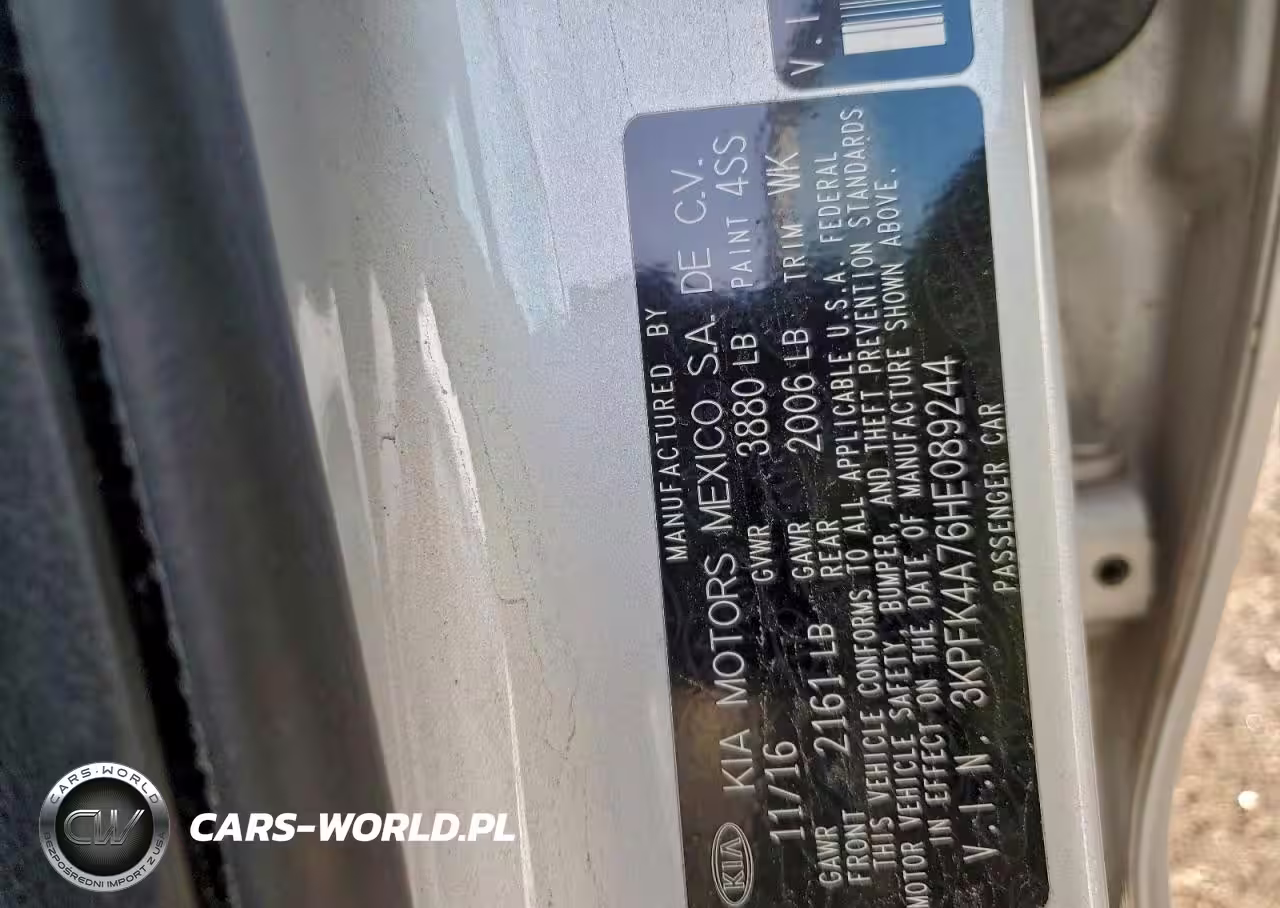 V.I
MANUFACTURED BY
KIA KIA MOTORS MEXICO S.A. DE C.V.
11/16 GVWR 3880 LB PAINT 4SS
GAWR FRONT 2161 LB GAWR REAR 2006 LB TRIM WK
THIS VEHICLE CONFORMS TO ALL APPLICABLE U.S.A. FEDERAL
MOTOR VEHICLE SAFETY, BUMPER, AND THEFT PREVENTION STANDARDS
IN EFFECT ON THE DATE OF MANUFACTURE SHOWN ABOVE.
V.I.N. 3KPFK4A76HE089244
PASSENGER CAR
CARS-WORLD
CW
BEZPOŚREDNI IMPORT Z USA
CARS-WORLD.PL